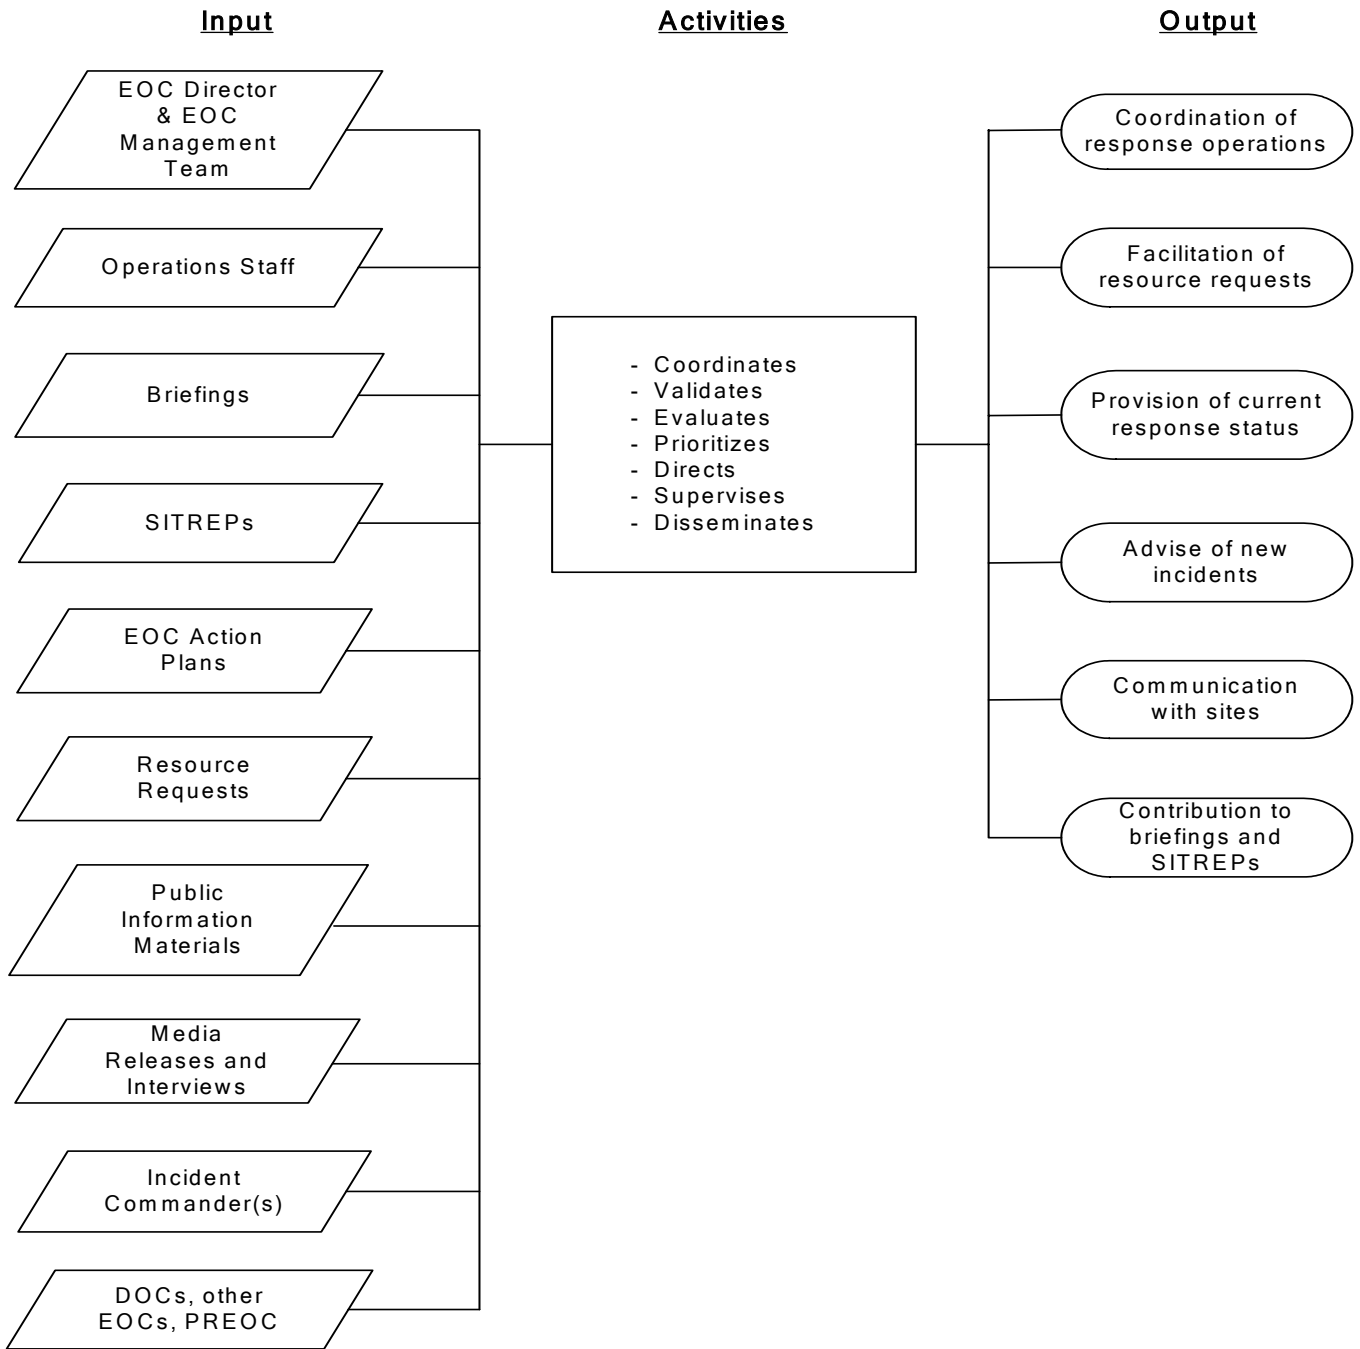 Input
Activities
Output
EOC Director
& EOC
Management
Team
Operations Staff
Briefings
SITREPs
EOC Action
Plans
Resource
Requests
Public
Information
Materials
Media
Releases and
Interviews
Incident
Commander(s)
DOCs, other
EOCs, PREOC
- Coordinates
- Validates
- Evaluates
- Prioritizes
- Directs
- Supervises
- Disseminates
Coordination of
response operations
Facilitation of
resource requests
Provision of current
response status
Advise of new
incidents
Communication
with sites
Contribution to
briefings and
SITREPs